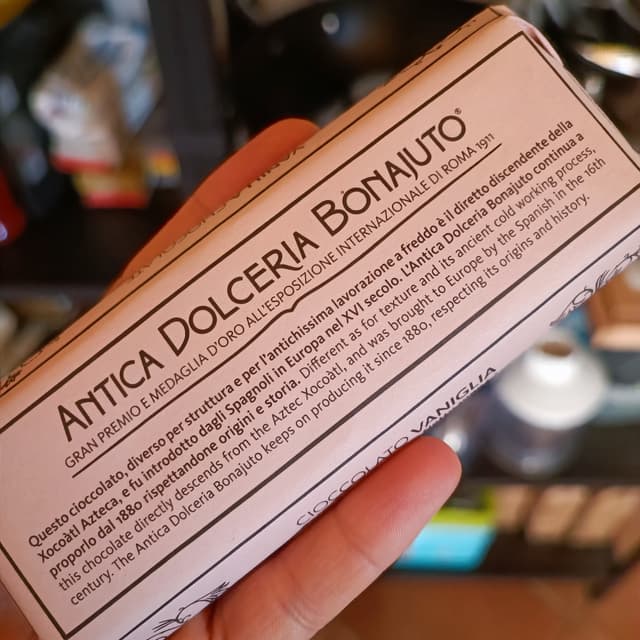 ANTICA DOLCERIA BONAJUTO®
GRAN PREMIO E MEDAGLIA D'ORO ALL'ESPOSIZIONE INTERNAZIONALE DI ROMA 1911
Questo cioccolato, diverso per struttura e per l'antichissima lavorazione a freddo è il diretto discendente della
Xocoàtl Azteca, e fu introdotto dagli Spagnoli in Europa nel XVI secolo. L'Antica Dolceria Bonajuto continua a
proporlo dal 1880 rispettandone origini e storia. Different as for texture and its ancient cold working process,
this chocolate directly descends from the Aztec Xocoàtl, and was brought to Europe by the Spanish in the 16th
century. The Antica Dolceria Bonajuto keeps on producing it since 1880, respecting its origins and history.
CIOCCOLATO VANIGLIA